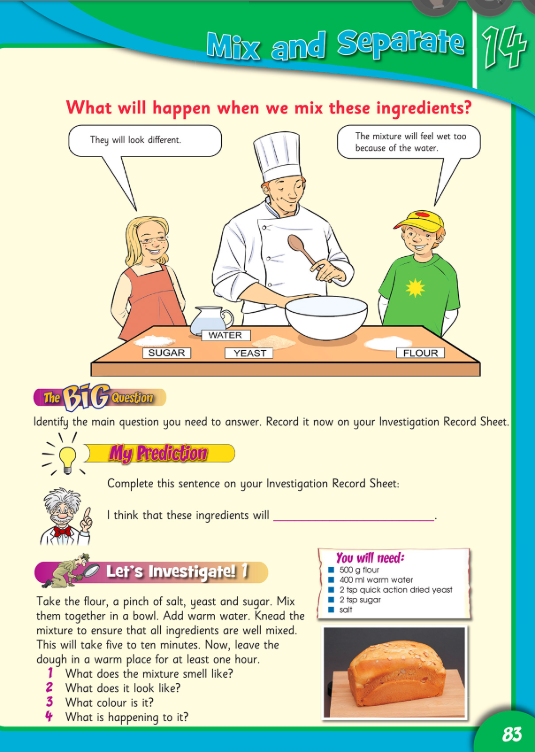 Mix and Separate
14
What will happen when we mix these ingredients?
They will look different.
The mixture will feel wet too
because of the water.
WATER
SUGAR
YEAST
FLOUR
The BIG Question
Identify the main question you need to answer. Record it now on your Investigation Record Sheet.
My Prediction
Complete this sentence on your Investigation Record Sheet:
I think that these ingredients will ____________________.
Let's Investigate! 1
Take the flour, a pinch of salt, yeast and sugar. Mix
them together in a bowl. Add warm water. Knead the
mixture to ensure that all ingredients are well mixed.
This will take five to ten minutes. Now, leave the
dough in a warm place for at least one hour.
1 What does the mixture smell like?
2 What does it look like?
3 What colour is it?
4 What is happening to it?
You will need:
500 g flour
400 ml warm water
2 tsp quick action dried yeast
2 tsp sugar
salt
83